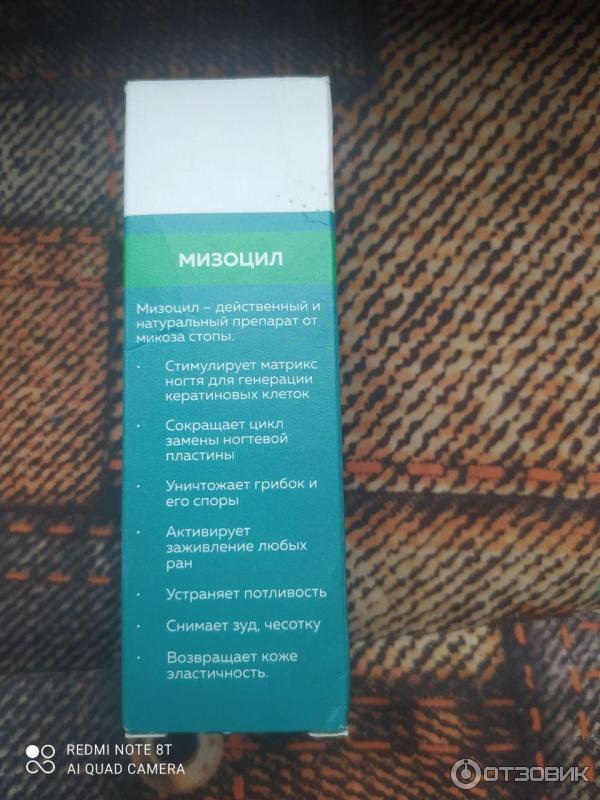 МИЗОЦИЛ
Мизоцил – действенный и
натуральный препарат от
микоза стопы.
· Стимулирует матрикс
ногтя для генерации
кератиновых клеток
· Сокращает цикл
замены ногтевой
пластины
· Уничтожает грибок и
его споры
· Активирует
заживление любых
ран
· Устраняет потливость
· Снимает зуд, чесотку
· Возвращает коже
эластичность.
REDMI NOTE 8T
AI QUAD CAMERA
ОТЗОВИК